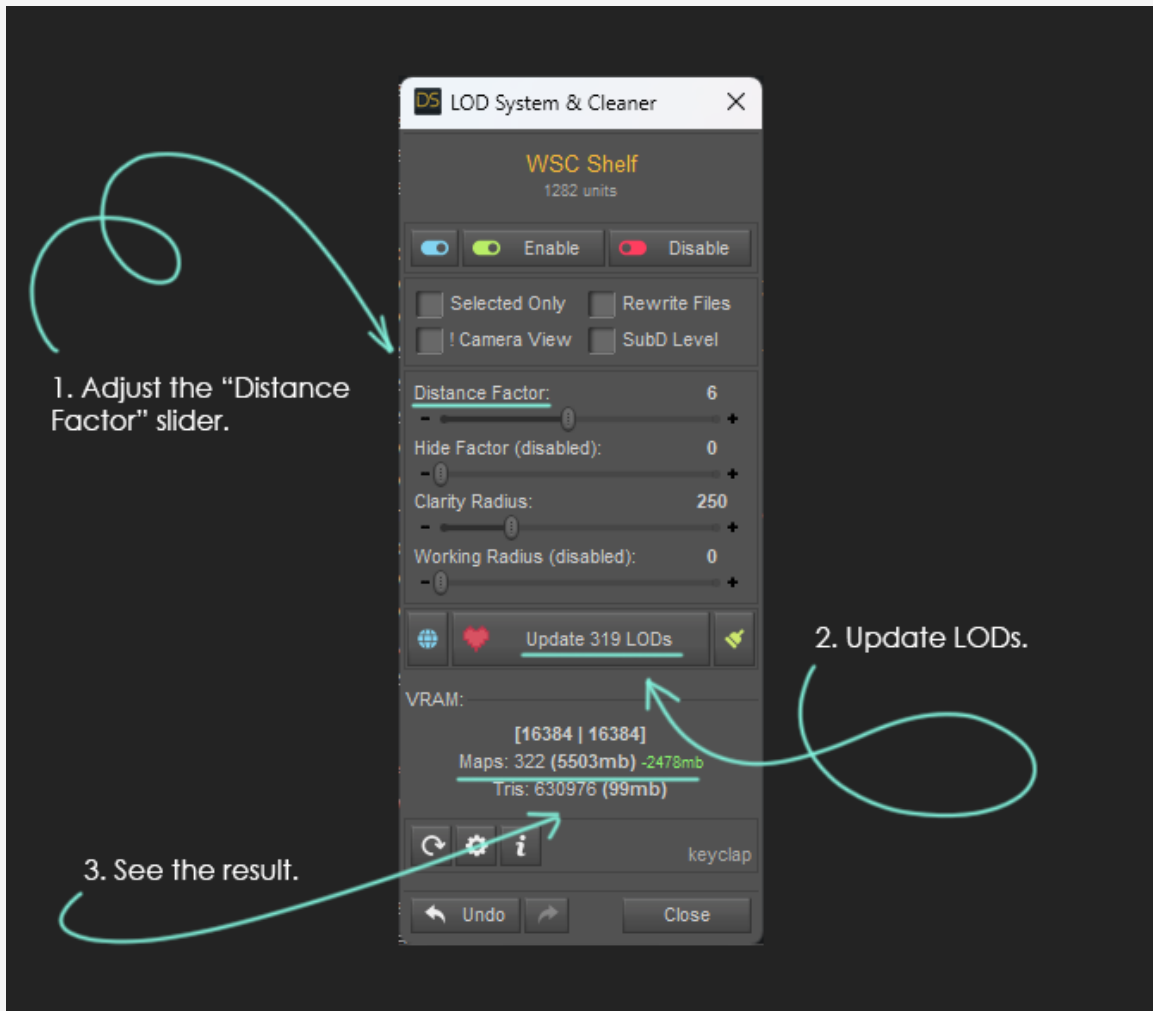 DS LOD System & Cleaner
WSC Shelf
1282 units
Enable Disable
Selected Only Rewrite Files
! Camera View SubD Level
1. Adjust the “Distance
Factor” slider.
Distance Factor: 6
- +
Hide Factor (disabled): 0
- +
Clarity Radius: 250
- +
Working Radius (disabled): 0
- +
Update 319 LODs
2. Update LODs.
VRAM:
[16384 | 16384]
Maps: 322 (5503mb) -2478mb
Tris: 630976 (99mb)
3. See the result.
i
keyclap
Undo Close